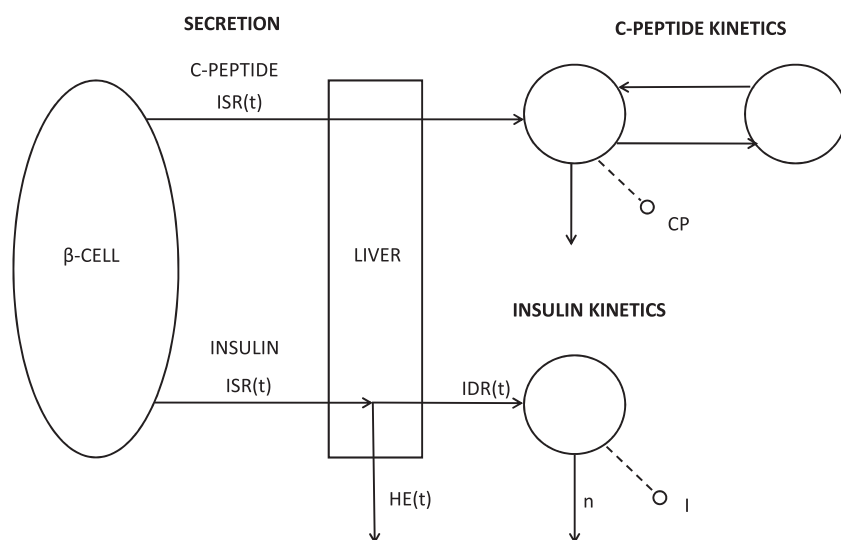 SECRETION
C-PEPTIDE KINETICS
C-PEPTIDE
ISR(t)
CP
β-CELL
LIVER
INSULIN KINETICS
INSULIN
ISR(t)
IDR(t)
HE(t)
n
I